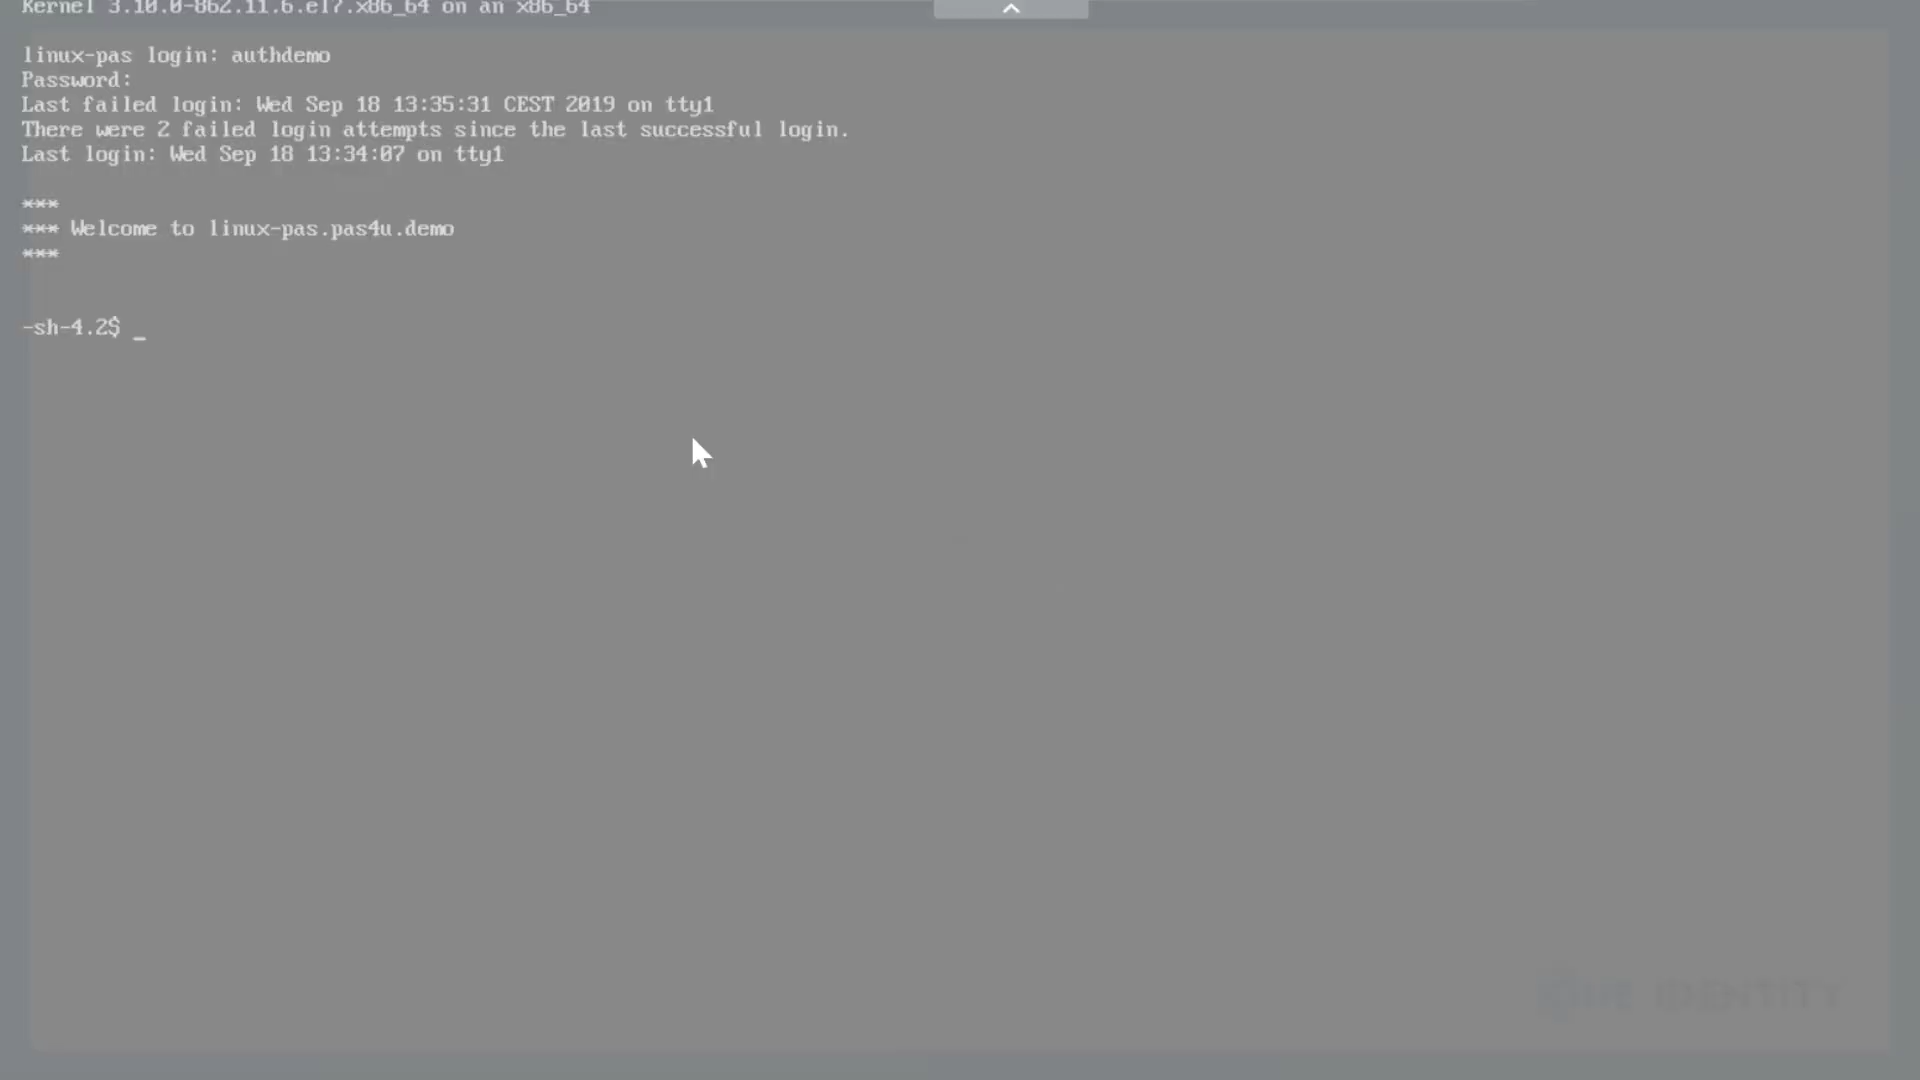 Kernel 3.10.0-862.11.6.el7.x86_64 on an x86_64
linux-pas login: authdemo
Password:
Last failed login: Wed Sep 18 13:35:31 CEST 2019 on tty1
There were 2 failed login attempts since the last successful login.
Last login: Wed Sep 18 13:34:07 on tty1
***
*** Welcome to linux-pas.pas4u.demo
***
-sh-4.2$ _
ONE IDENTITY